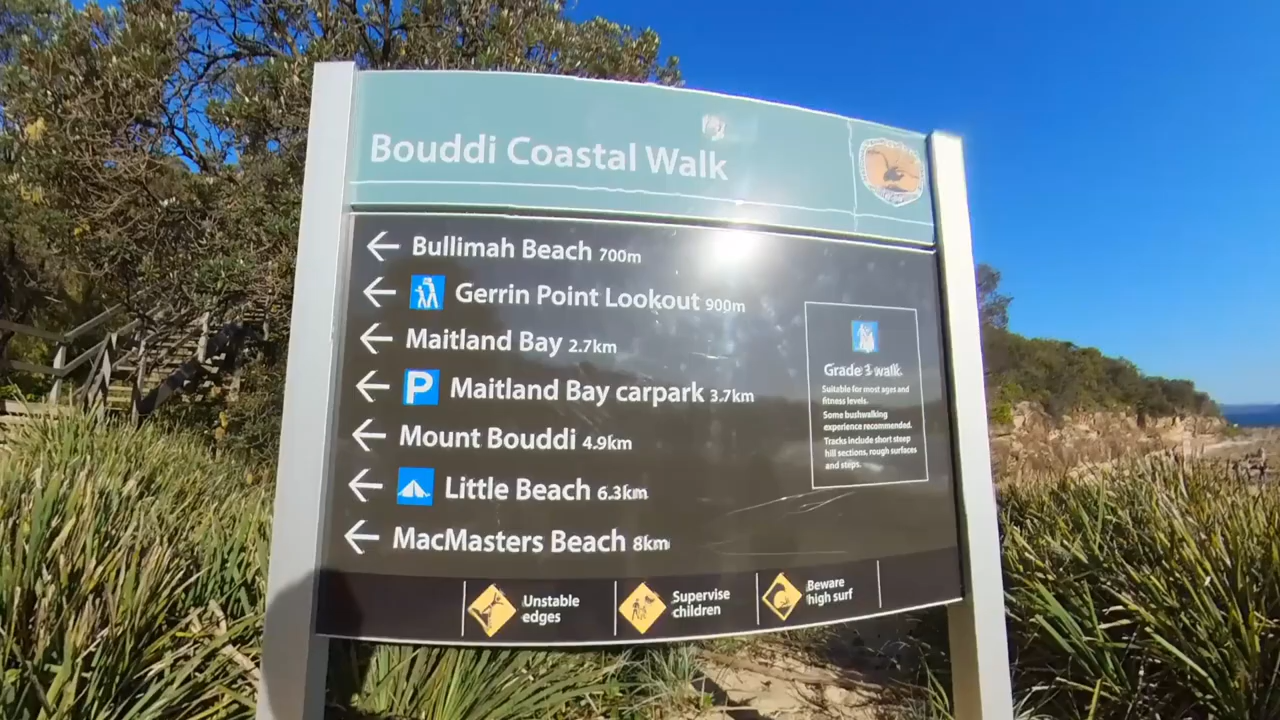 Bouddi Coastal Walk
Bullimah Beach 700m
Gerrin Point Lookout 900m
Maitland Bay 2.7km
P Maitland Bay carpark 3.7km
Mount Bouddi 4.9km
Little Beach 6.3km
MacMasters Beach 8km
Grade 3 walk.
Suitable for most ages and
fitness levels.
Some bushwalking
experience recommended.
Tracks include short steep
hill sections, rough surfaces
and steps.
Unstable
edges
Supervise
children
Beware
high surf